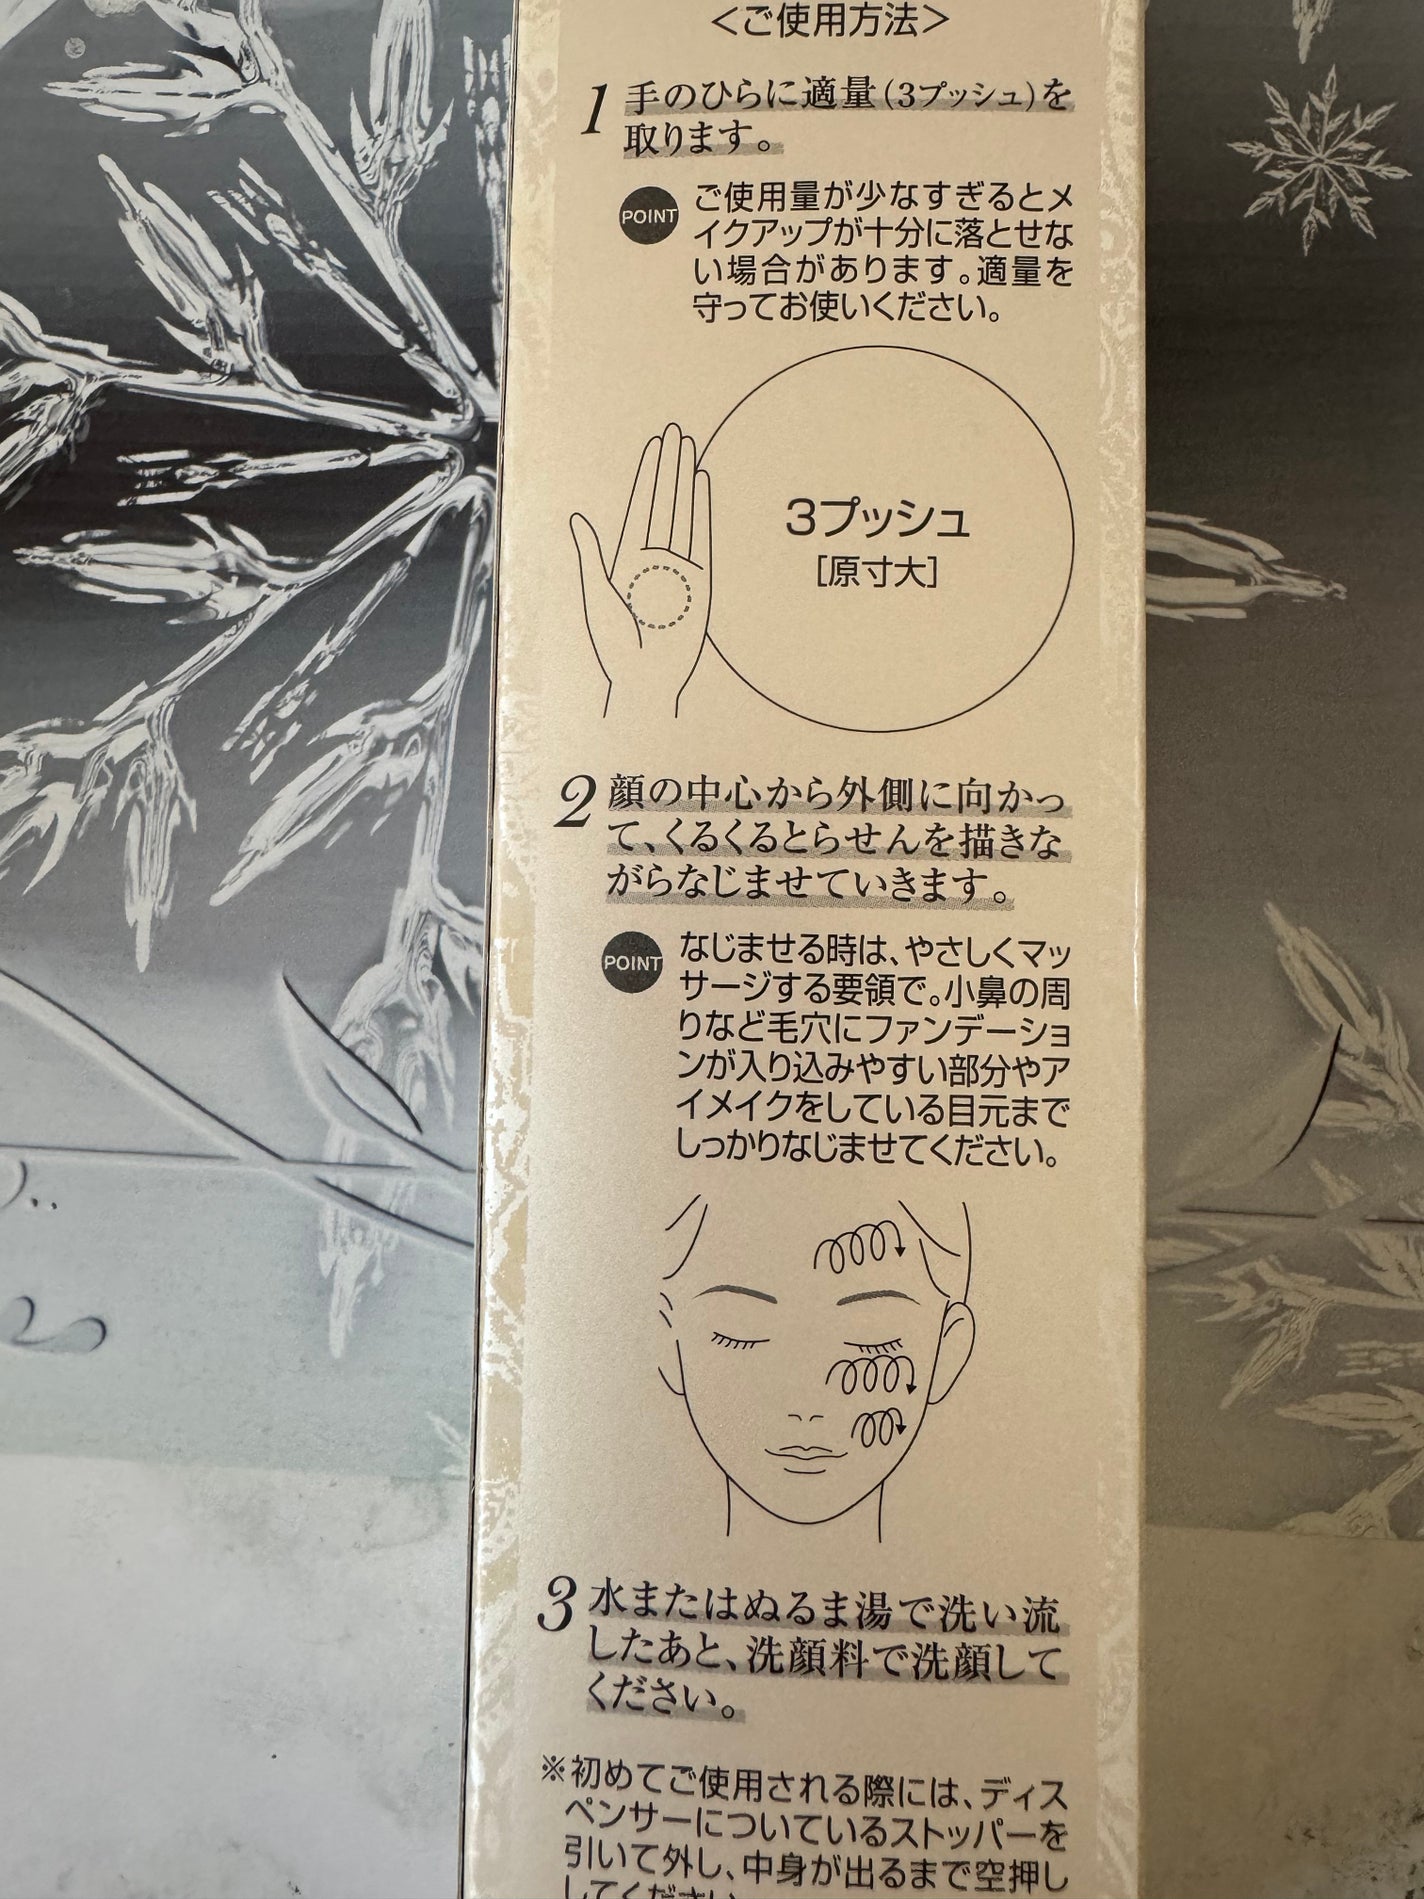 ＜ご使用方法＞
1 手のひらに適量(3プッシュ)を
取ります。
POINT ご使用量が少なすぎるとメ
イクアップが十分に落とせな
い場合があります。適量を
守ってお使いください。
3プッシュ
[原寸大]
2 顔の中心から外側に向かっ
て、くるくるとらせんを描きな
がらなじませていきます。
POINT なじませる時は、やさしくマッ
サージする要領で。小鼻の周
りなど毛穴にファンデーショ
ンが入り込みやすい部分やア
イメイクをしている目元まで
しっかりなじませてください。
3 水またはぬるま湯で洗い流
したあと、洗顔料で洗顔して
ください。
※初めてご使用される際には、ディス
ペンサーについているストッパーを
引いて外し、中身が出るまで空押し
してください。